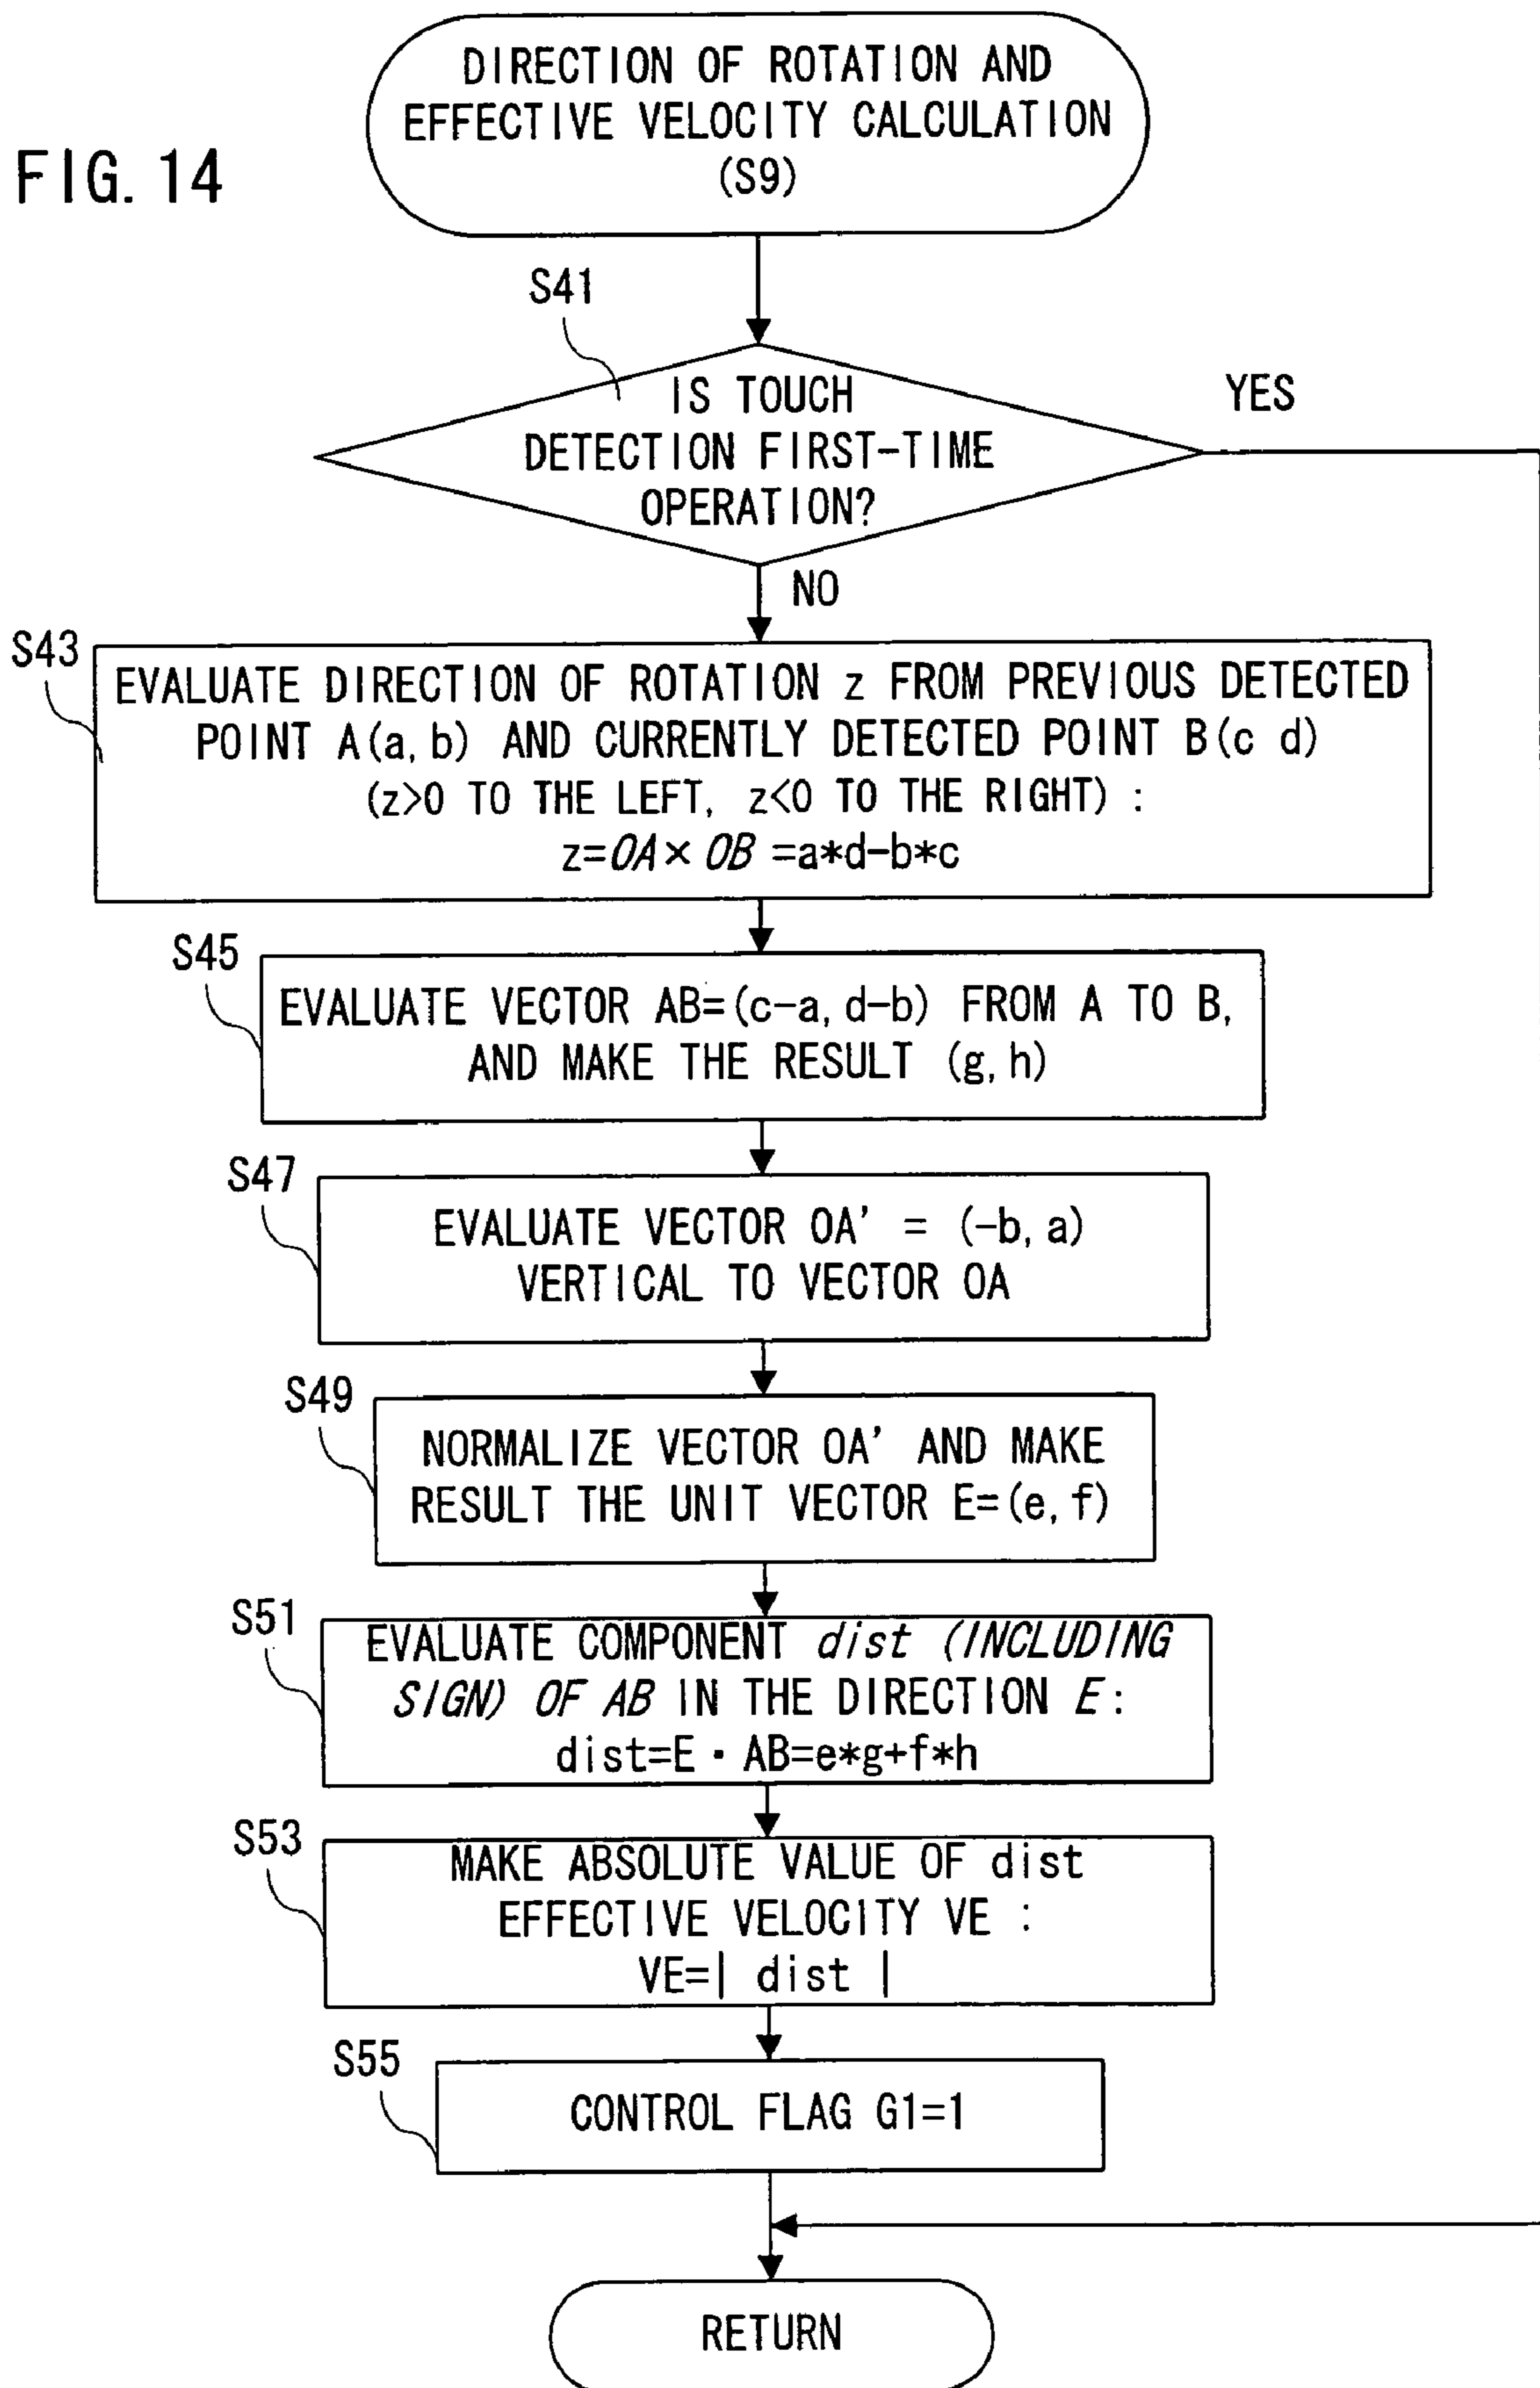 FIG. 14
DIRECTION OF ROTATION AND
EFFECTIVE VELOCITY CALCULATION
(S9)
S41
IS TOUCH
DETECTION FIRST-TIME
OPERATION?
YES
NO
S43
EVALUATE DIRECTION OF ROTATION z FROM PREVIOUS DETECTED
POINT A(a, b) AND CURRENTLY DETECTED POINT B(c d)
(z>0 TO THE LEFT, z<0 TO THE RIGHT) :
z=OA× OB =a*d-b*c
S45
EVALUATE VECTOR AB=(c-a, d-b) FROM A TO B,
AND MAKE THE RESULT (g, h)
S47
EVALUATE VECTOR OA' = (-b, a)
VERTICAL TO VECTOR OA
S49
NORMALIZE VECTOR OA' AND MAKE
RESULT THE UNIT VECTOR E=(e, f)
S51
EVALUATE COMPONENT dist (INCLUDING
SIGN) OF AB IN THE DIRECTION E:
dist=E・AB=e*g+f*h
S53
MAKE ABSOLUTE VALUE OF dist
EFFECTIVE VELOCITY VE :
VE=| dist |
S55
CONTROL FLAG G1=1
RETURN